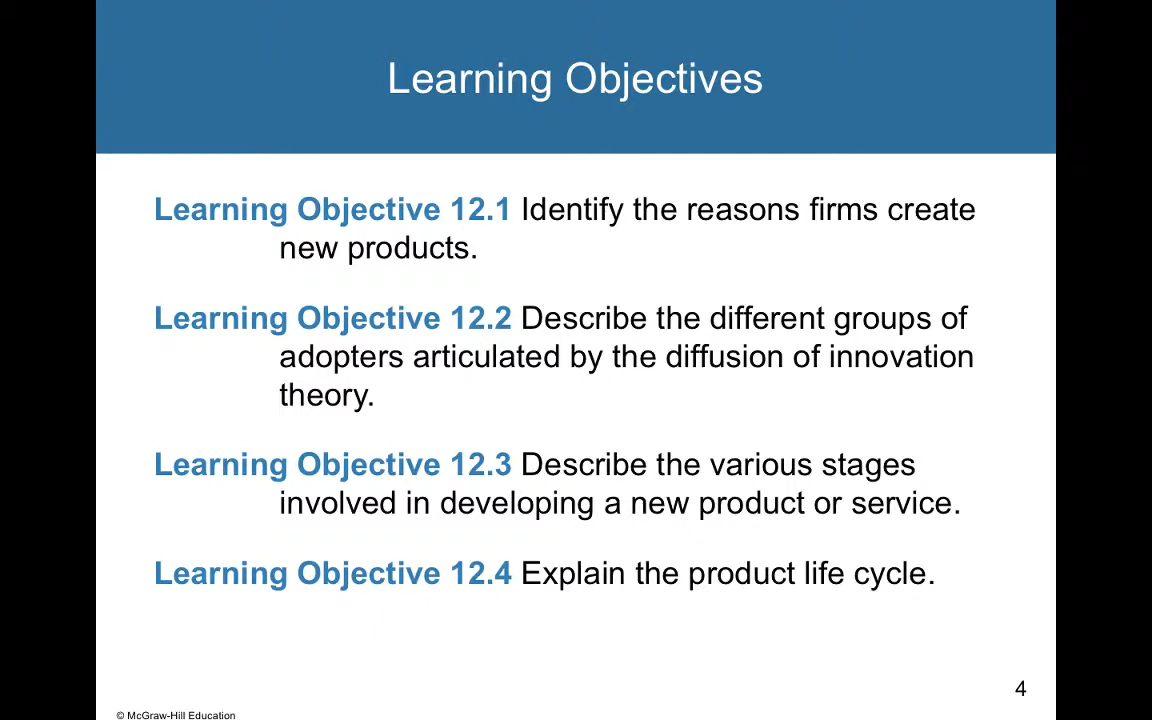 Learning Objectives
Learning Objective 12.1 Identify the reasons firms create
new products.
Learning Objective 12.2 Describe the different groups of
adopters articulated by the diffusion of innovation
theory.
Learning Objective 12.3 Describe the various stages
involved in developing a new product or service.
Learning Objective 12.4 Explain the product life cycle.
4
© McGraw-Hill Education